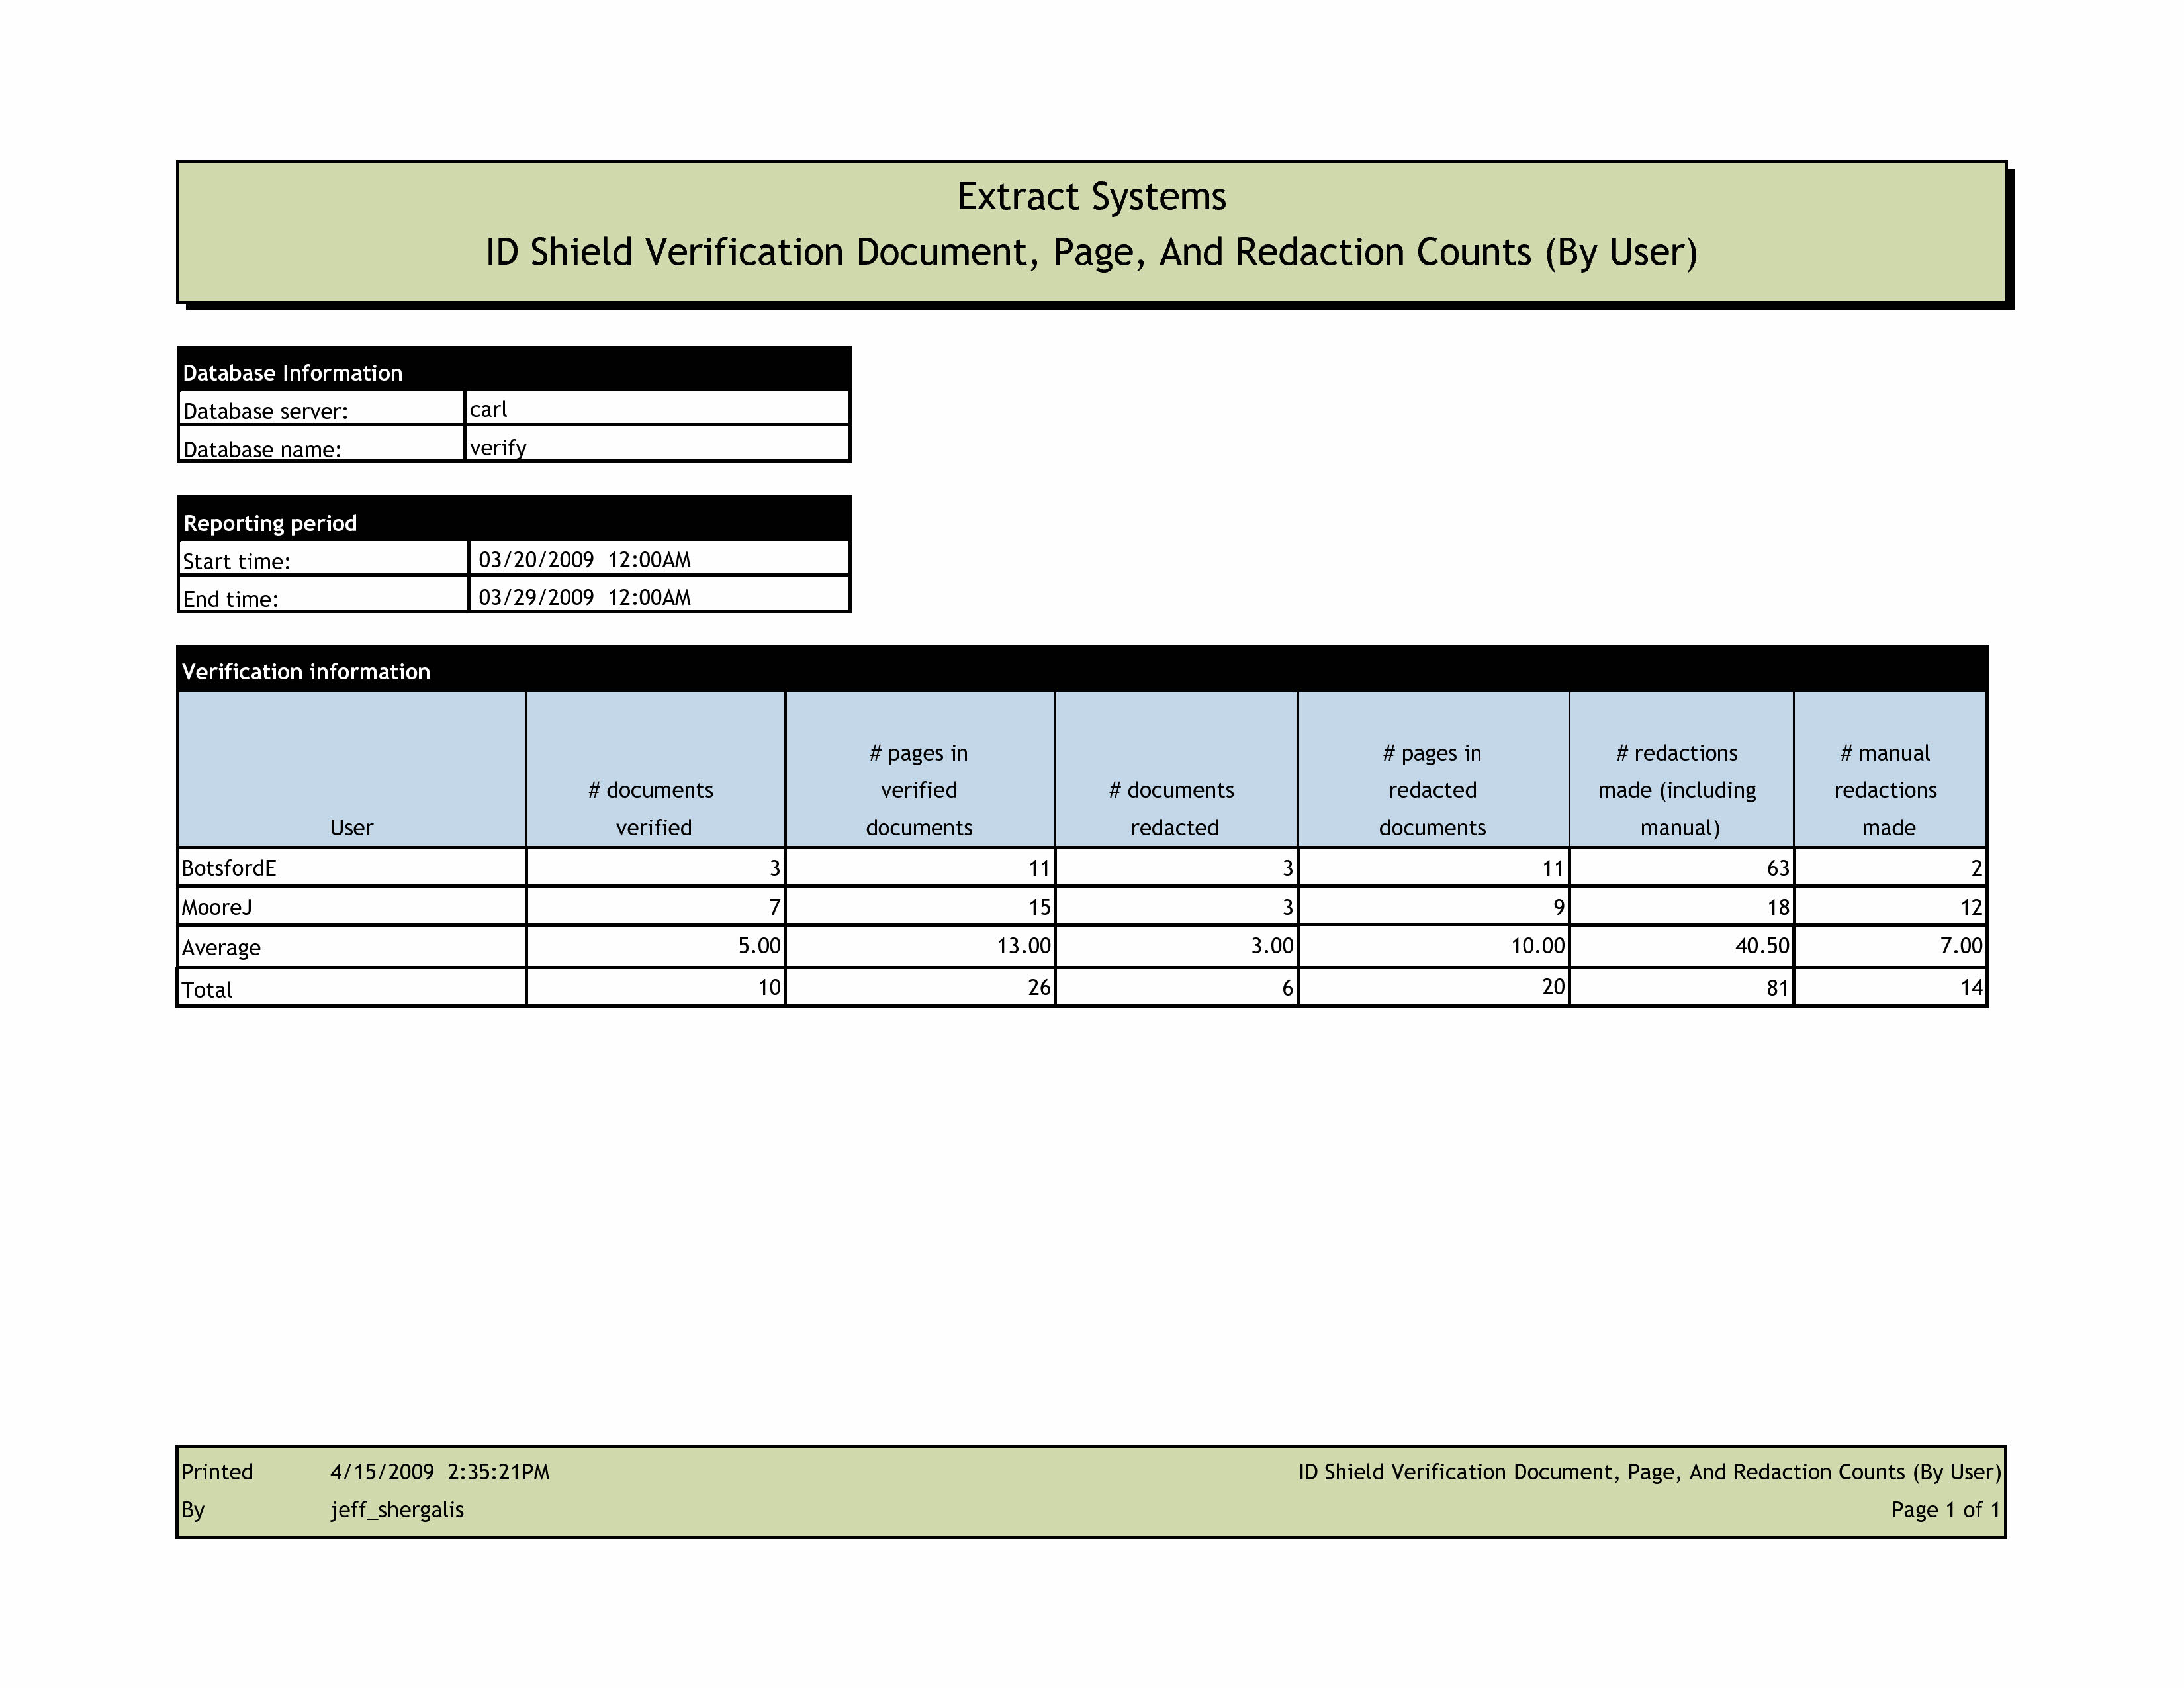 Extract Systems
ID Shield Verification Document, Page, And Redaction Counts (By User)
Database Information
Database server: carl
Database name: verify
Reporting period
Start time: 03/20/2009 12:00AM
End time: 03/29/2009 12:00AM
Verification information
User # documents verified # pages in verified documents # documents redacted # pages in redacted documents # redactions made (including manual) # manual redactions made
BotsfordE 3 11 3 11 63 2
MooreJ 7 15 3 9 18 12
Average 5.00 13.00 3.00 10.00 40.50 7.00
Total 10 26 6 20 81 14
Printed 4/15/2009 2:35:21PM ID Shield Verification Document, Page, And Redaction Counts (By User)
By jeff_shergalis Page 1 of 1